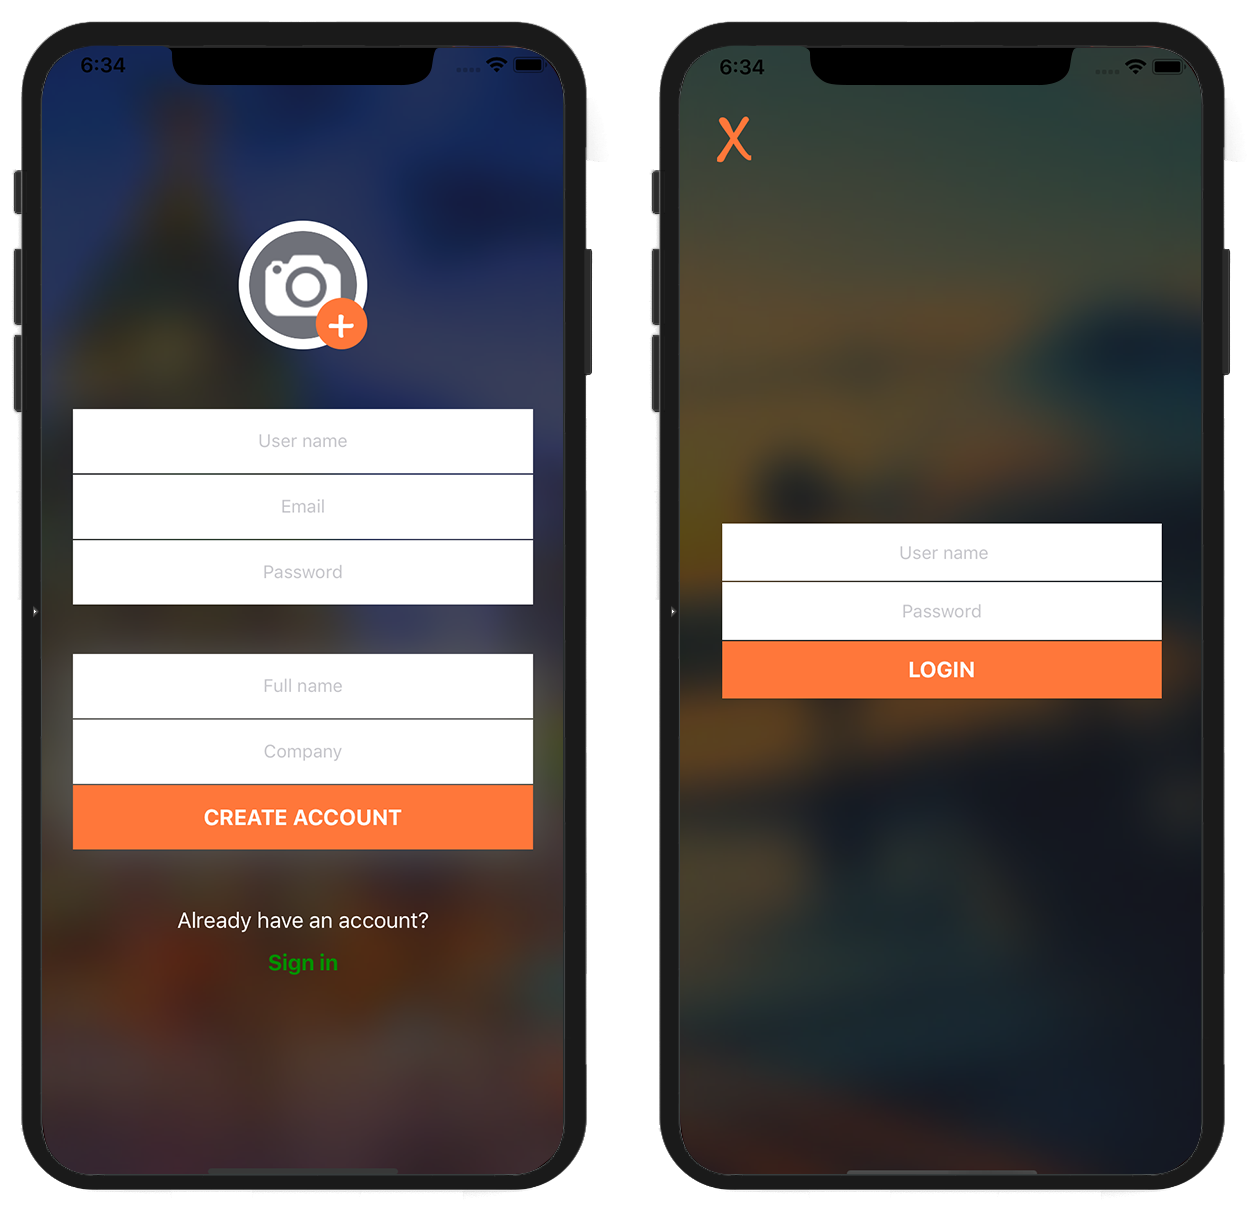 6:34
User name
Email
Password
Full name
Company
CREATE ACCOUNT
Already have an account?
Sign in
6:34
X
User name
Password
LOGIN